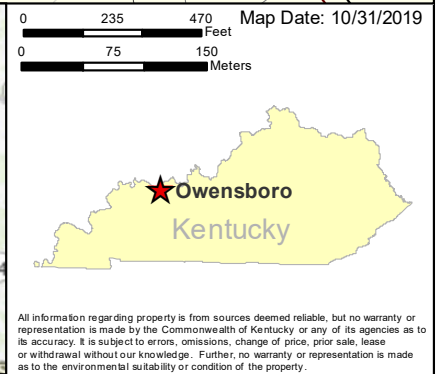 0 235 470 Map Date: 10/31/2019
Feet
0 75 150
Meters
Owensboro
Kentucky
All information regarding property is from sources deemed reliable, but no warranty or
representation is made by the Commonwealth of Kentucky or any of its agencies as to
its accuracy. It is subject to errors, omissions, change of price, prior sale, lease
or withdrawal without our knowledge. Further, no warranty or representation is made
as to the environmental suitability or condition of the property.